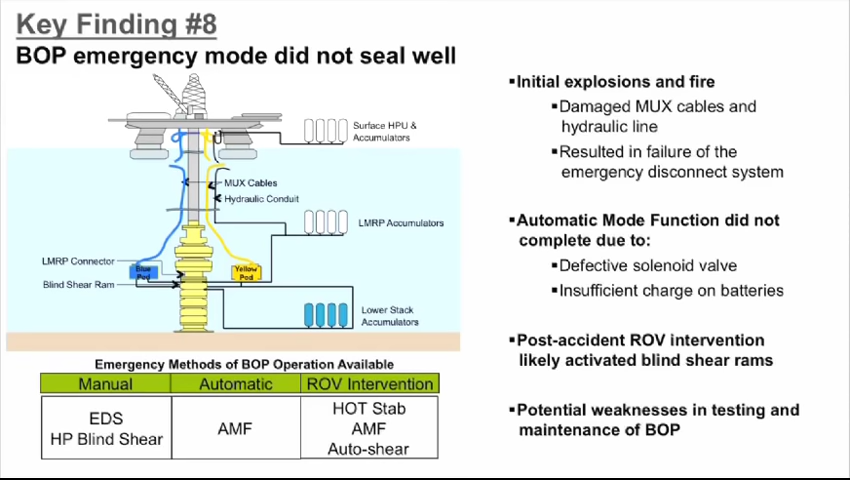 Key Finding #8
BOP emergency mode did not seal well
Surface HPU &
Accumulators
MUX Cables
Hydraulic Conduit
LMRP Accumulators
LMRP Connector
Blue
Pod
Yellow
Pod
Blind Shear Ram
Lower Stack
Accumulators
Emergency Methods of BOP Operation Available
Manual Automatic ROV Intervention
EDS
HP Blind Shear
AMF
HOT Stab
AMF
Auto-shear
▪Initial explosions and fire
▪Damaged MUX cables and
hydraulic line
▪Resulted in failure of the
emergency disconnect system
▪Automatic Mode Function did not
complete due to:
▪Defective solenoid valve
▪Insufficient charge on batteries
▪Post-accident ROV intervention
likely activated blind shear rams
▪Potential weaknesses in testing and
maintenance of BOP